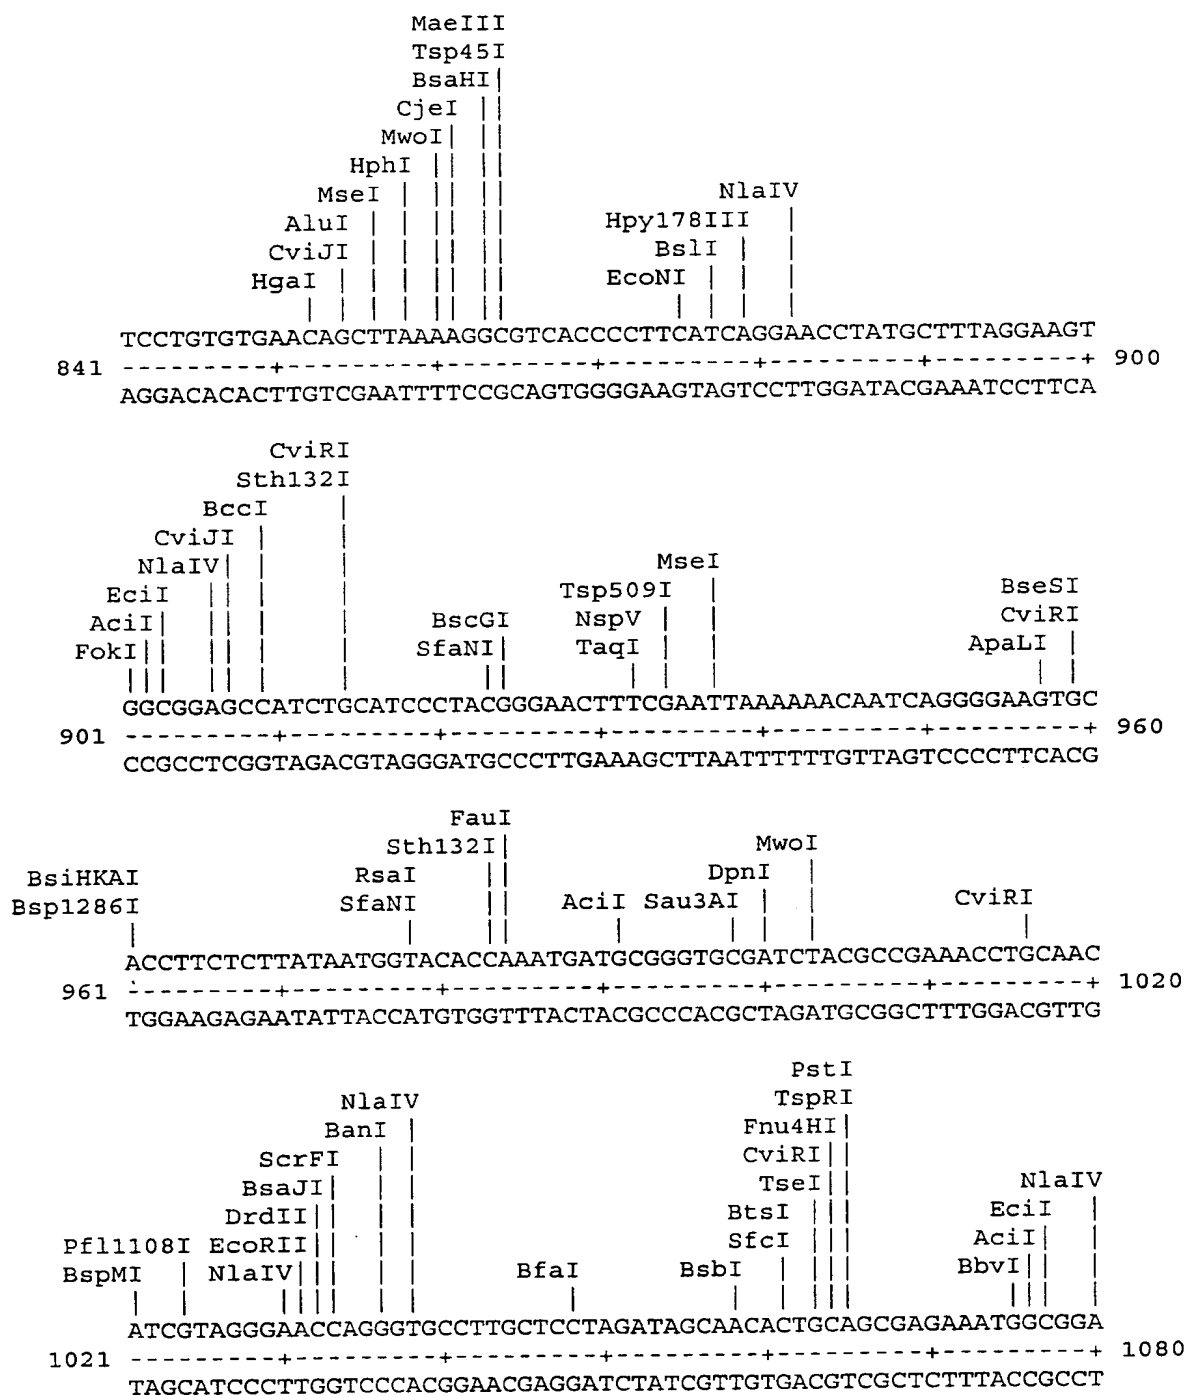 MaeIII
Tsp45I
BsaHI
CjeI
MwoI
HphI
MseI NlaIV
AluI Hpy178III
CviJI BslI
HgaI EcoNI
TCCTGTGTGAACAGCTTAAAAAGGCGTCACCCCTTCATCAGGAACCTATGCTTTAGGAAGT
841 ---------+---------+---------+---------+---------+---------+ 900
AGGACACACTTGTCGAATTTTCCGCAGTGGGGAAGTAGTCCTTGGATACGAAATCCTTCA
CviRI
Sth132I
BccI
CviJI
NlaIV MseI
EciI Tsp509I BseSI
AciI BscGI NspV CviRI
FokI SfaNI TaqI ApaLI
GGCGGAGCCATCTGCATCCCTACGGGAACTTTCGAATTAAAAAACAATCAGGGGAAGTGC
901 ---------+---------+---------+---------+---------+---------+ 960
CCGCCTCGGTAGACGTAGGGATGCCCTTGAAAGCTTAATTTTTTGTTAGTCCCCTTCACG
FauI
Sth132I MwoI
BsiHKAI RsaI DpnI
Bsp1286I SfaNI AciI Sau3AI CviRI
ACCTTCTCTTATAATGGTACACCAAATGATGCGGGTGCGATCTACGCCGAAACCTGCAAC
961 ---------+---------+---------+---------+---------+---------+ 1020
TGGAAGAGAATATTACCATGTGGTTTACTACGCCCACGCTAGATGCGGCTTTGGACGTTG
PstI
NlaIV TspRI
BanI Fnu4HI
ScrFI CviRI
BsaJI TseI NlaIV
DrdII BtsI EciI
Pfl1108I EcoRII SfcI AciI
BspMI NlaIV BfaI BsbI BbvI
ATCGTAGGGAACCAGGGTGCCTTGCTCCTAGATAGCAACACTGCAGCGAGAAATGGCGGA
1021 ---------+---------+---------+---------+---------+---------+ 1080
TAGCATCCCTTGGTCCCACGGAACGAGGATCTATCGTTGTGACGTCGCTCTTTACCGCCT